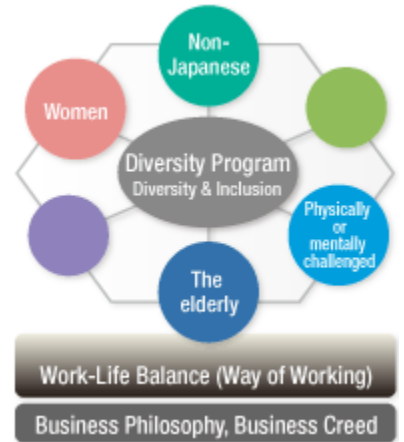 Non-
Japanese
Women
Diversity Program
Diversity & Inclusion
Physically
or
mentally
challenged
The
elderly
Work-Life Balance (Way of Working)
Business Philosophy, Business Creed